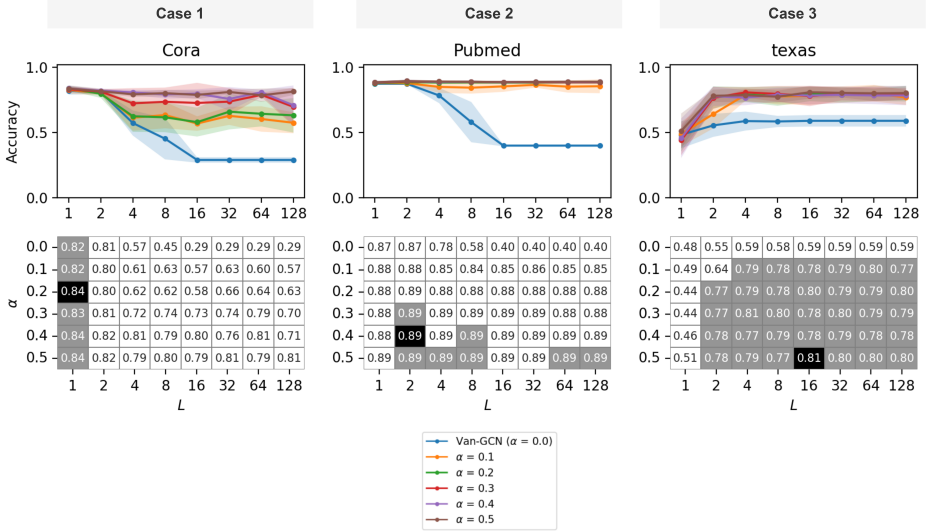 Case 1 Case 2 Case 3
Cora Pubmed texas
Accuracy
1.0 1.0 1.0
0.5 0.5 0.5
0.0 0.0 0.0
1 2 4 8 16 32 64 128 1 2 4 8 16 32 64 128 1 2 4 8 16 32 64 128
α
0.0 0.82 0.81 0.57 0.45 0.29 0.29 0.29 0.29 0.0 0.87 0.87 0.78 0.58 0.40 0.40 0.40 0.40 0.0 0.48 0.55 0.59 0.58 0.59 0.59 0.59 0.59
0.1 0.82 0.80 0.61 0.63 0.57 0.63 0.60 0.57 0.1 0.88 0.88 0.85 0.84 0.85 0.86 0.85 0.85 0.1 0.49 0.64 0.79 0.78 0.78 0.79 0.80 0.77
0.2 0.84 0.80 0.62 0.62 0.58 0.66 0.64 0.63 0.2 0.88 0.89 0.89 0.89 0.89 0.89 0.89 0.89 0.2 0.44 0.77 0.79 0.78 0.80 0.79 0.79 0.80
0.3 0.83 0.81 0.72 0.74 0.73 0.74 0.79 0.70 0.3 0.88 0.89 0.89 0.89 0.89 0.89 0.89 0.89 0.3 0.44 0.77 0.81 0.80 0.78 0.80 0.79 0.80
0.4 0.84 0.82 0.81 0.79 0.80 0.76 0.81 0.71 0.4 0.88 0.89 0.89 0.89 0.89 0.89 0.89 0.89 0.4 0.46 0.78 0.77 0.79 0.78 0.79 0.78 0.78
0.5 0.84 0.82 0.79 0.80 0.79 0.81 0.79 0.81 0.5 0.89 0.89 0.89 0.89 0.89 0.89 0.89 0.89 0.5 0.51 0.78 0.79 0.77 0.81 0.80 0.80 0.80
1 2 4 8 16 32 64 128 1 2 4 8 16 32 64 128 1 2 4 8 16 32 64 128
L L L
Van-GCN (α = 0.0)
α = 0.1
α = 0.2
α = 0.3
α = 0.4
α = 0.5